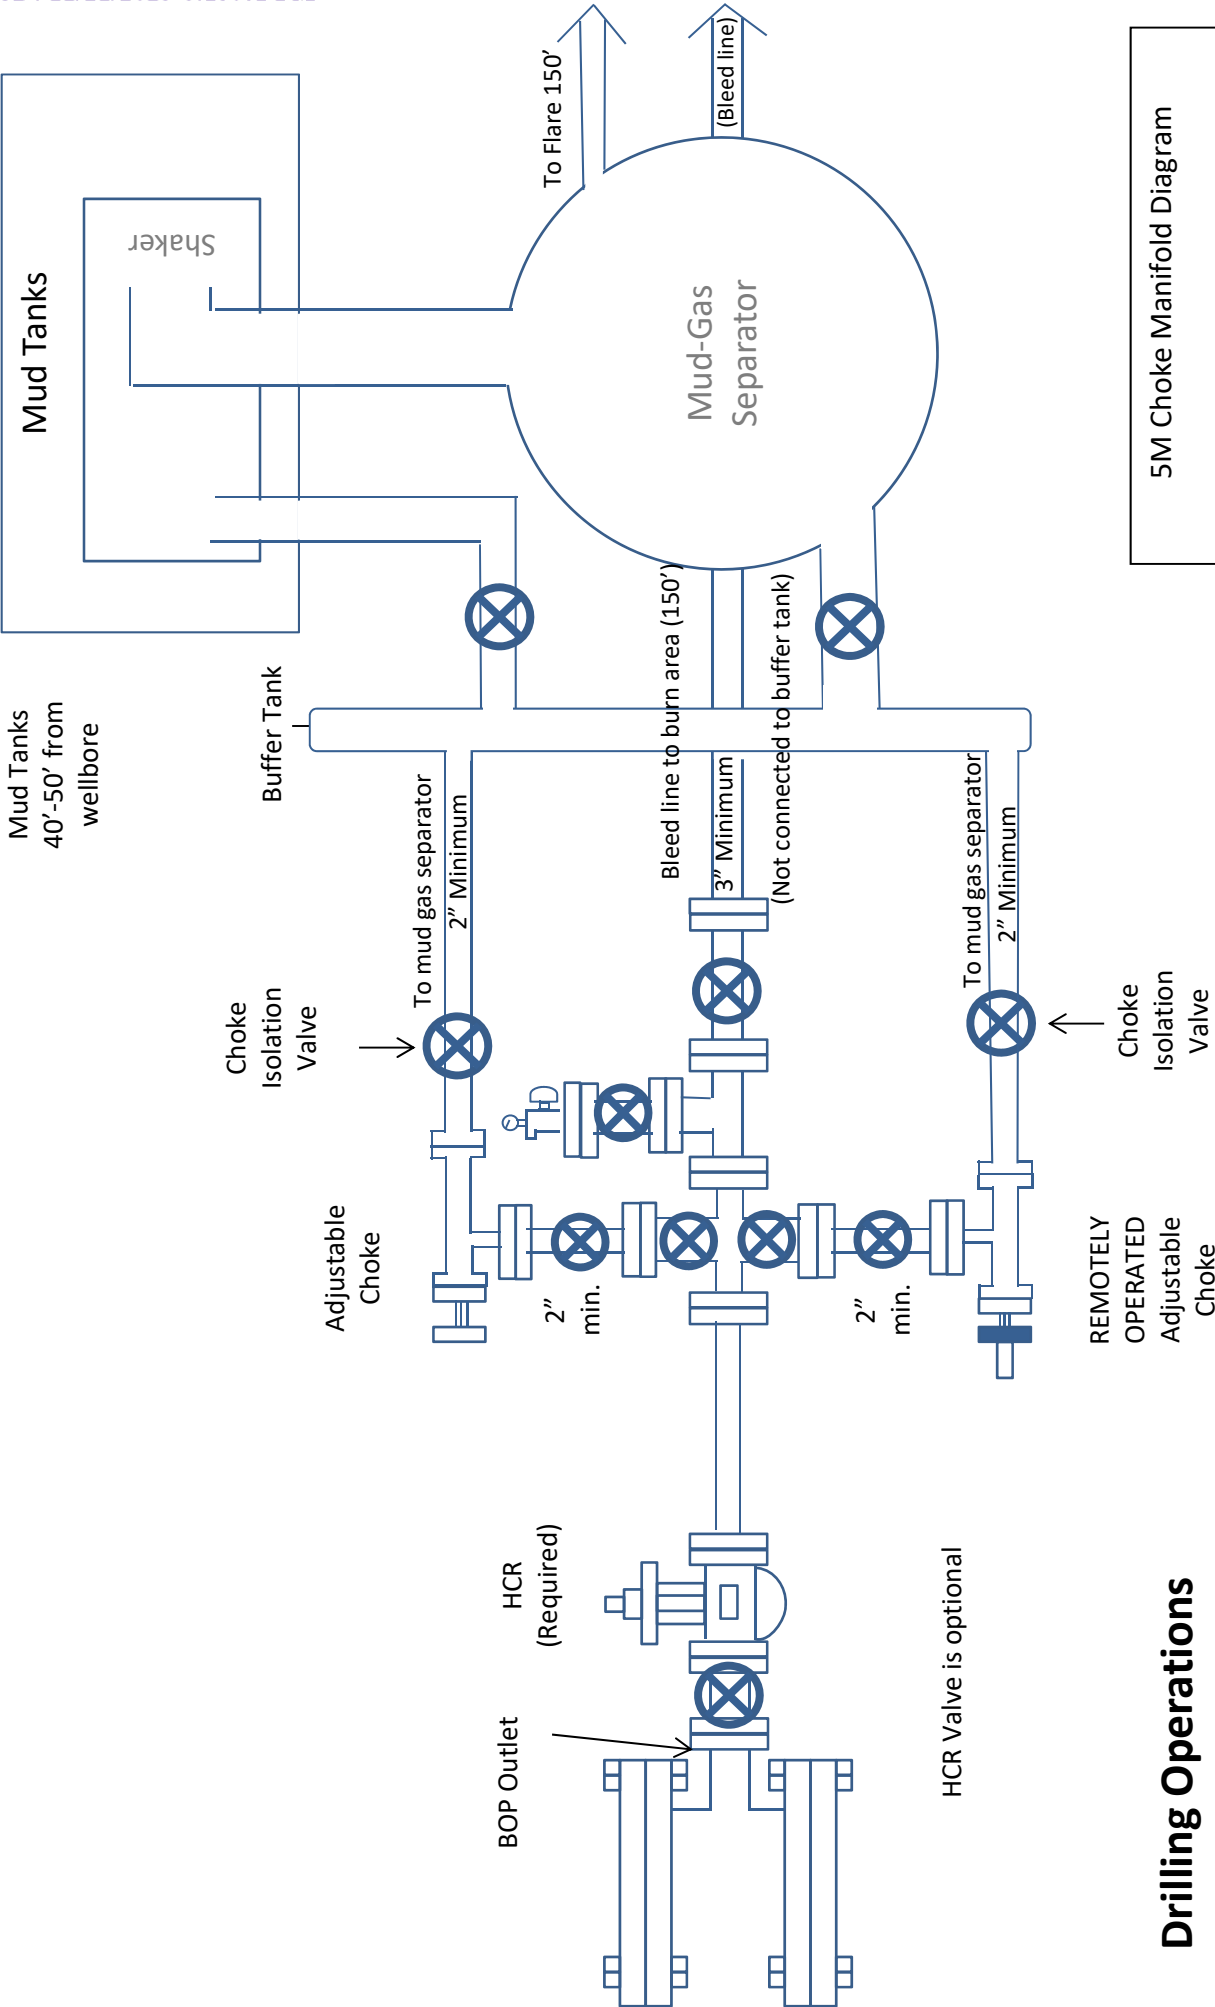 Mud Tanks
40’-50’ from
wellbore
Mud Tanks
Shaker
Buffer Tank
Choke
Isolation
Valve
To mud gas separator
2” Minimum
Adjustable
Choke
To Flare 150’
(Bleed line)
Mud-Gas
Separator
Bleed line to burn area (150’)
3” Minimum
(Not connected to buffer tank)
2”
min.
2”
min.
HCR
(Required)
BOP Outlet
HCR Valve is optional
To mud gas separator
2” Minimum
Choke
Isolation
Valve
REMOTELY
OPERATED
Adjustable
Choke
5M Choke Manifold Diagram
Drilling Operations